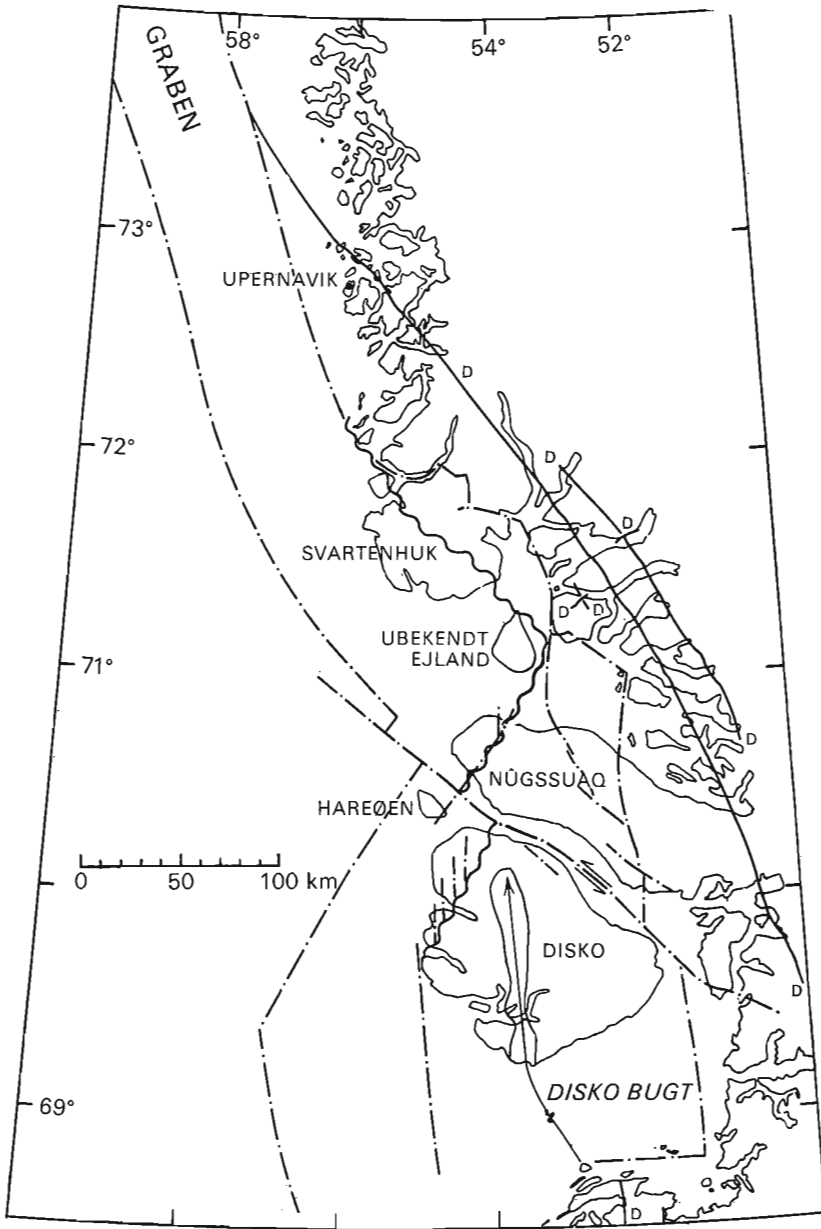 58° 54° 52°
GRABEN
73°
UPERNAVIK
D
72°
D
D
SVARTENHUK
D D
UBEKENDT
EJLAND
71°
D
NÛGSSUAQ
HAREØEN
0 50 100 km
DISKO
D
DISKO BUGT
69°
D